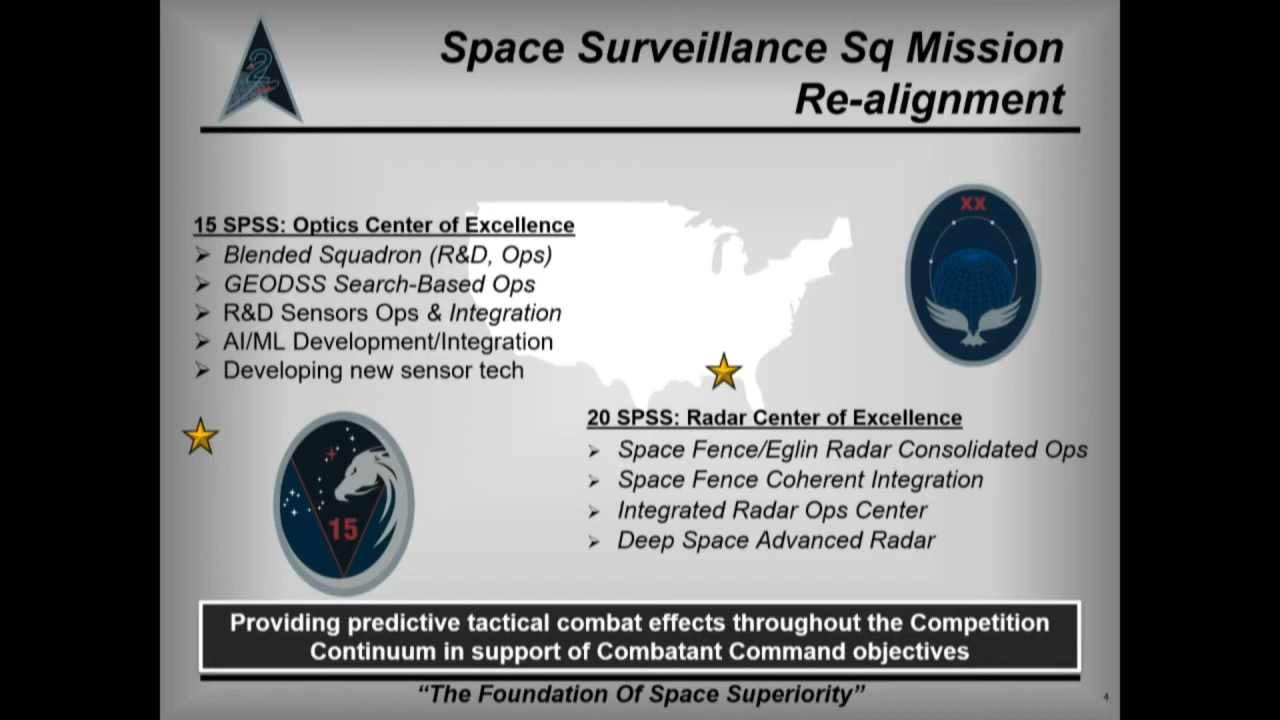 2
Space Surveillance Sq Mission
Re-alignment
XX
15 SPSS: Optics Center of Excellence
➢ Blended Squadron (R&D, Ops)
➢ GEODSS Search-Based Ops
➢ R&D Sensors Ops & Integration
➢ AI/ML Development/Integration
➢ Developing new sensor tech
15
20 SPSS: Radar Center of Excellence
➢ Space Fence/Eglin Radar Consolidated Ops
➢ Space Fence Coherent Integration
➢ Integrated Radar Ops Center
➢ Deep Space Advanced Radar
Providing predictive tactical combat effects throughout the Competition
Continuum in support of Combatant Command objectives
“The Foundation Of Space Superiority”
4